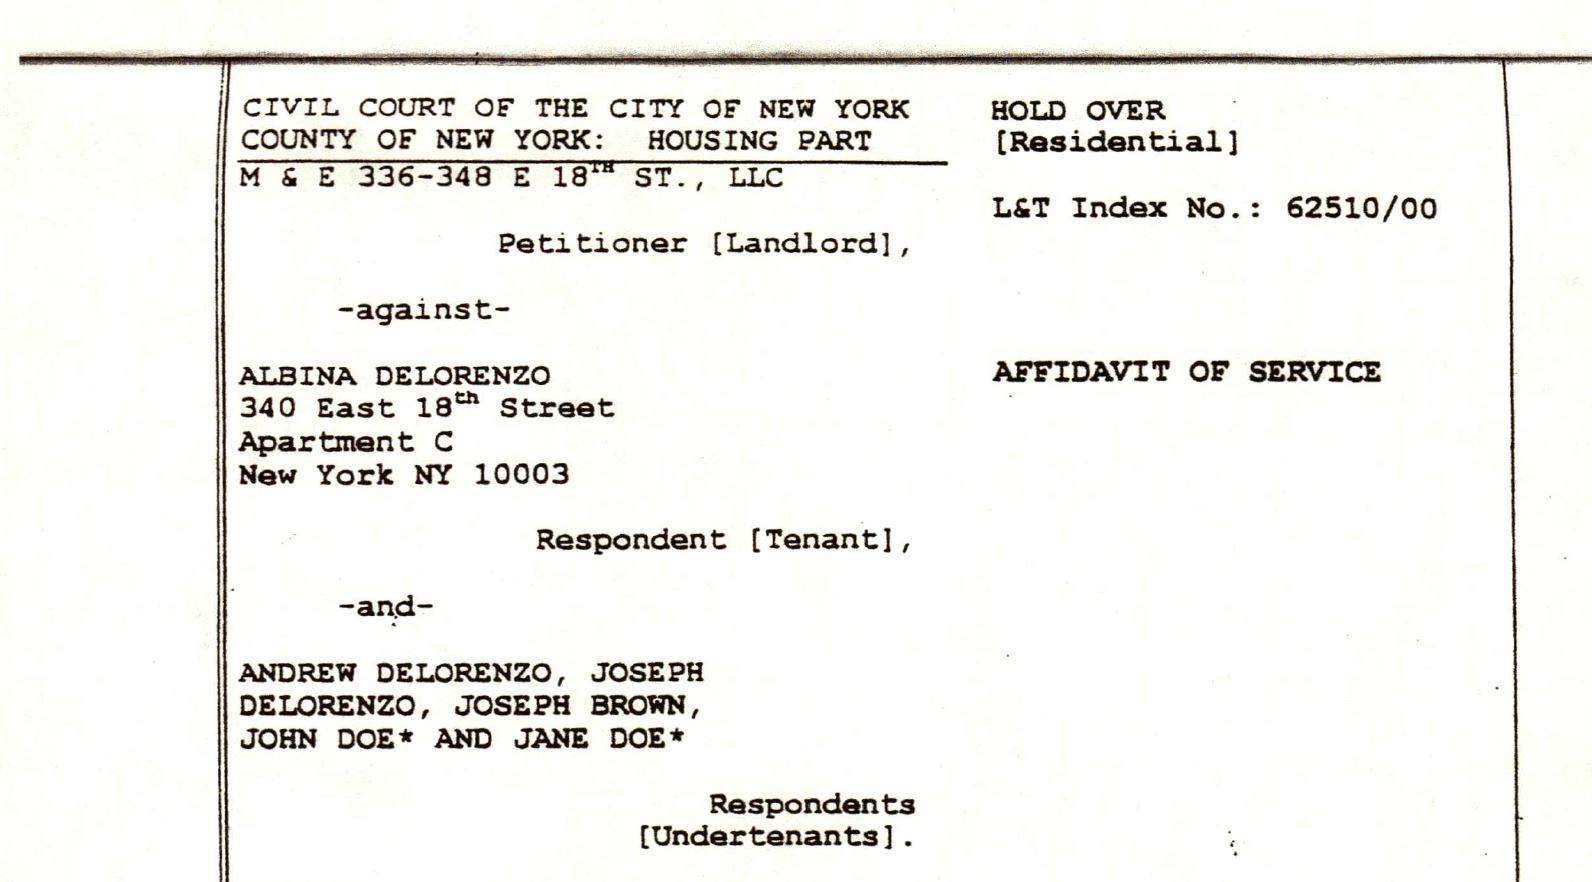 CIVIL COURT OF THE CITY OF NEW YORK
COUNTY OF NEW YORK: HOUSING PART
M & E 336-348 E 18TH ST., LLC
Petitioner [Landlord],
-against-
ALBINA DELORENZO
340 East 18th Street
Apartment C
New York NY 10003
Respondent [Tenant],
-and-
ANDREW DELORENZO, JOSEPH
DELORENZO, JOSEPH BROWN,
JOHN DOE* AND JANE DOE*
Respondents
[Undertenants].
HOLD OVER
[Residential]
L&T Index No.: 62510/00
AFFIDAVIT OF SERVICE